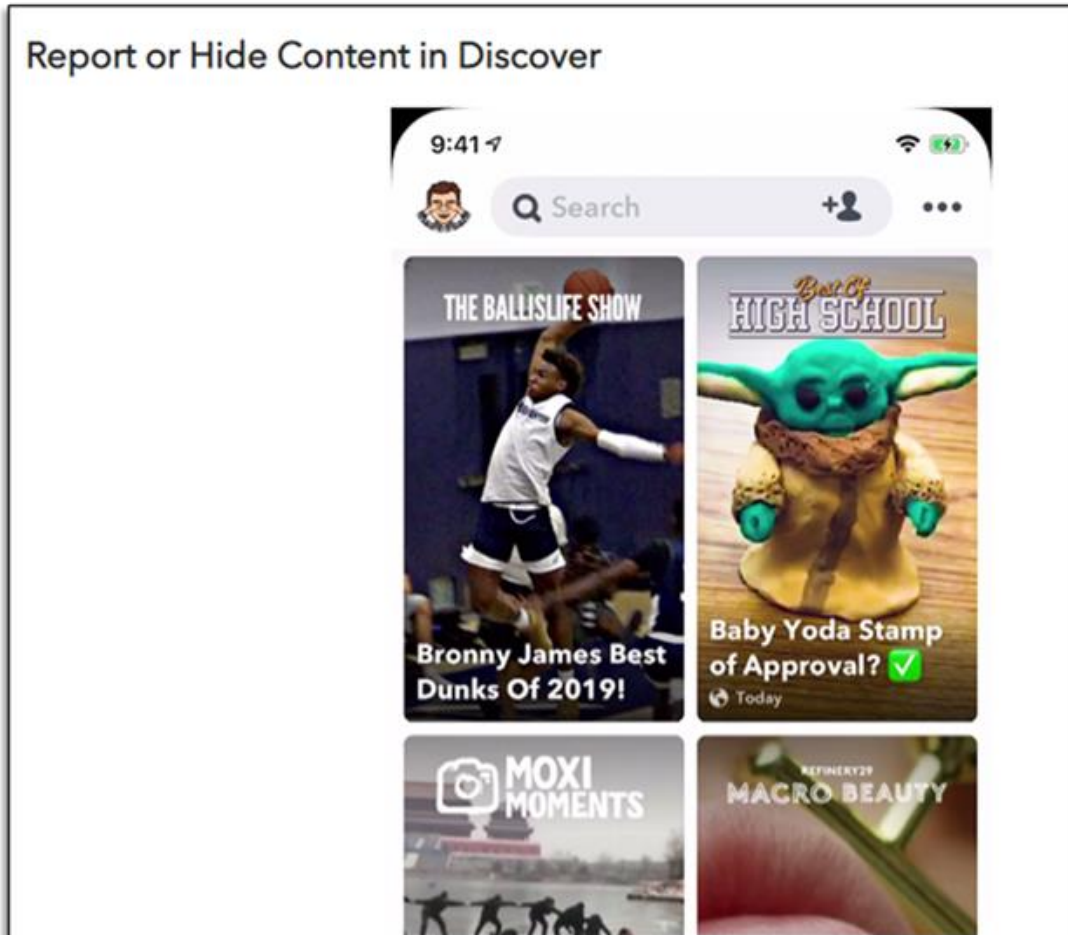 Report or Hide Content in Discover
9:41
Search
THE BALLISLIFE SHOW
Bronny James Best
Dunks Of 2019!
Best Of
HIGH SCHOOL
Baby Yoda Stamp
of Approval? ✅
Today
MOXI
MOMENTS
REFINERY29
MACRO BEAUTY